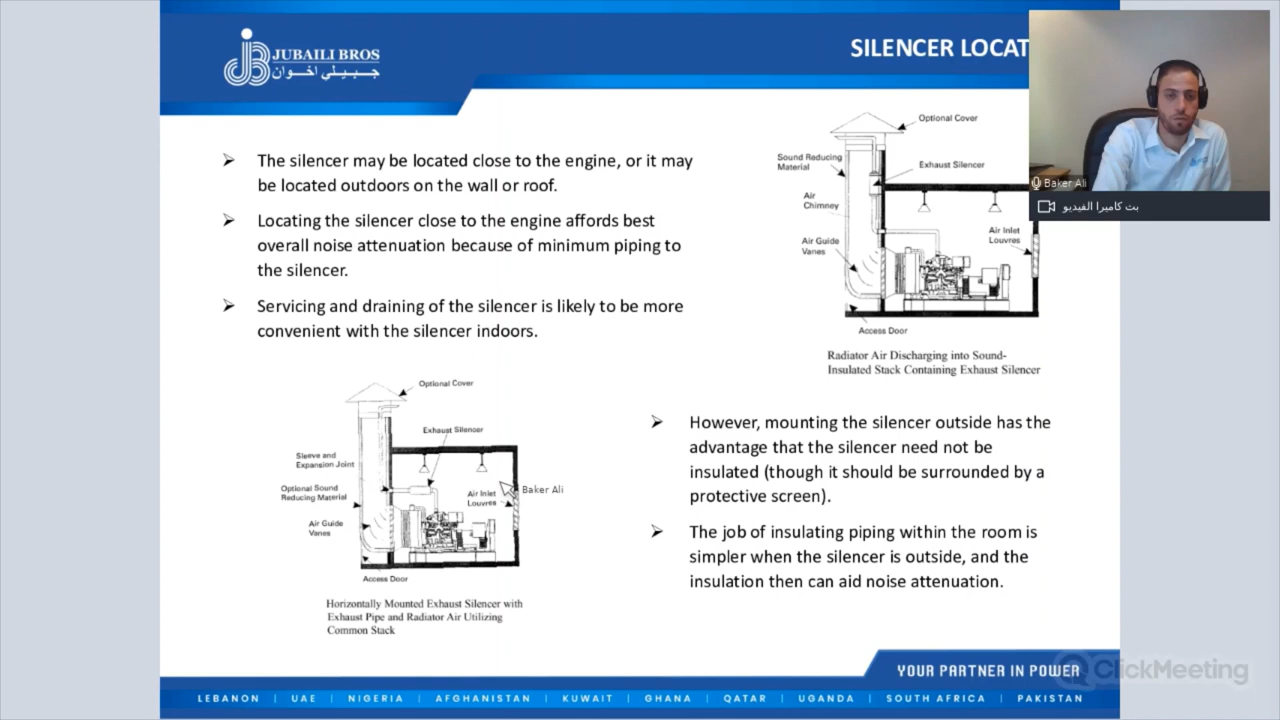 JUBAILI BROS
جبيلي اخوان
SILENCER LOCAT
Baker Ali
بث كاميرا الفيديو
➢ The silencer may be located close to the engine, or it may
be located outdoors on the wall or roof.
➢ Locating the silencer close to the engine affords best
overall noise attenuation because of minimum piping to
the silencer.
➢ Servicing and draining of the silencer is likely to be more
convenient with the silencer indoors.
Optional Cover
Sound Reducing
Material
Exhaust Silencer
Air
Chimney
Air Guide
Vanes
Air Inlet
Louvres
Access Door
Radiator Air Discharging into Sound-
Insulated Stack Containing Exhaust Silencer
Optional Cover
Exhaust Silencer
Sleeve and
Expansion Joint
Optional Sound
Reducing Material
Air Inlet
Louvres
Baker Ali
Air Guide
Vanes
Access Door
Horizontally Mounted Exhaust Silencer with
Exhaust Pipe and Radiator Air Utilizing
Common Stack
➢ However, mounting the silencer outside has the
advantage that the silencer need not be
insulated (though it should be surrounded by a
protective screen).
➢ The job of insulating piping within the room is
simpler when the silencer is outside, and the
insulation then can aid noise attenuation.
YOUR PARTNER IN POWER
ClickMeeting
LEBANON | UAE | NIGERIA | AFGHANISTAN | KUWAIT | GHANA | QATAR | UGANDA | SOUTH AFRICA | PAKISTAN